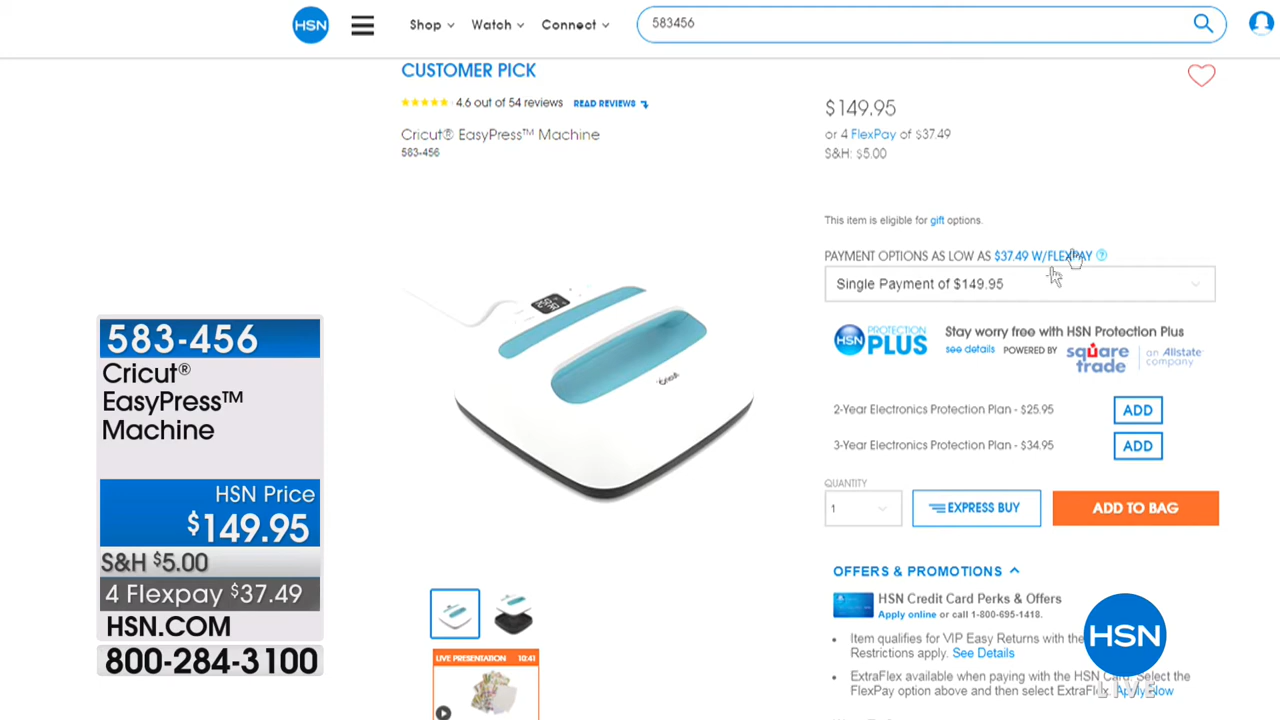 HSN
Shop
Watch
Connect
583456
CUSTOMER PICK
4.6 out of 54 reviews READ REVIEWS
Cricut® EasyPress™ Machine
583-456
$149.95
or 4 FlexPay of $37.49
S&H: $5.00
This item is eligible for gift options.
PAYMENT OPTIONS AS LOW AS $37.49 W/FLEXPAY ?
Single Payment of $149.95
HSN PROTECTION PLUS
Stay worry free with HSN Protection Plus
see details POWERED BY square trade an Allstate company
2-Year Electronics Protection Plan - $25.95 ADD
3-Year Electronics Protection Plan - $34.95 ADD
QUANTITY
1
EXPRESS BUY
ADD TO BAG
OFFERS & PROMOTIONS
HSN Credit Card Perks & Offers
Apply online or call 1-800-695-1418.
Item qualifies for VIP Easy Returns with the
Restrictions apply. See Details
ExtraFlex available when paying with the HSN Card. Select the
FlexPay option above and then select ExtraFlex. Apply Now
cricut
LIVE PRESENTATION 10:41
583-456
Cricut®
EasyPress™
Machine
HSN Price
$149.95
S&H $5.00
4 Flexpay $37.49
HSN.COM
800-284-3100
HSN
LIVE